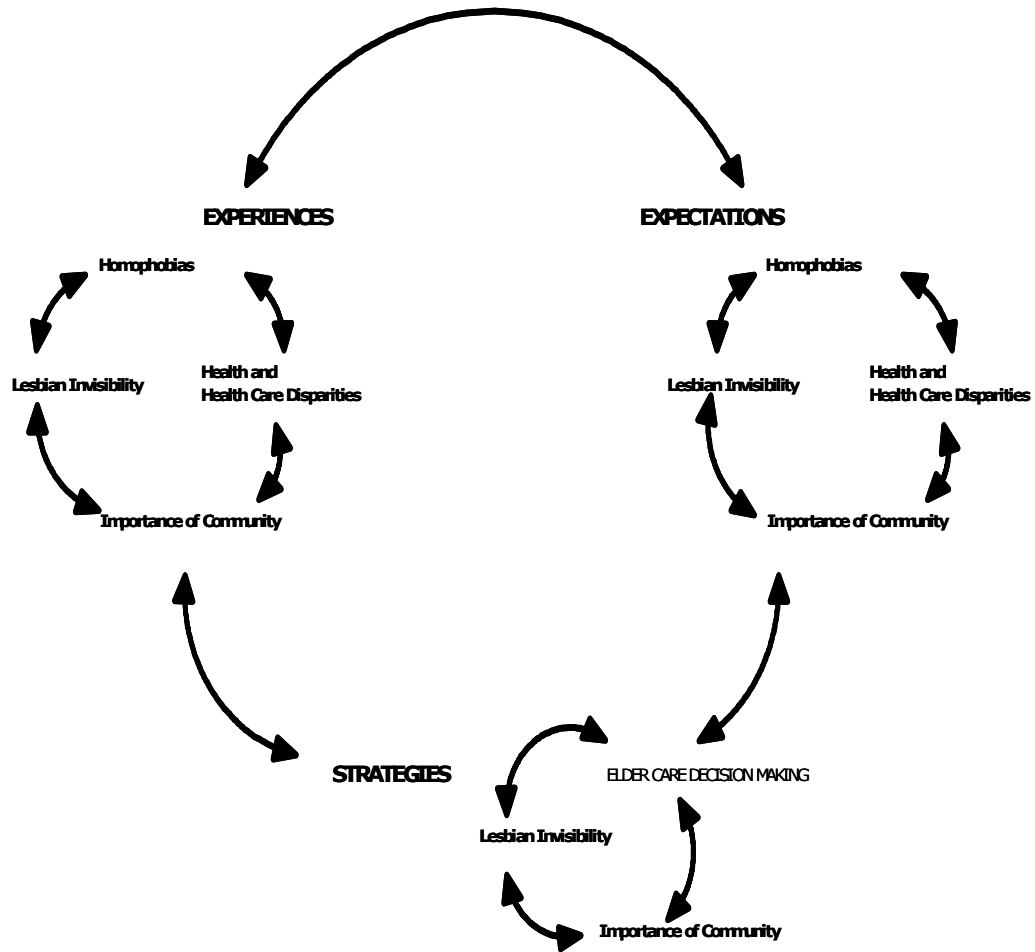 EXPERIENCES
EXPECTATIONS
Homophobias
Homophobias
Lesbian Invisibility
Health and
Health Care Disparities
Lesbian Invisibility
Health and
Health Care Disparities
Importance of Community
Importance of Community
STRATEGIES
ELDER CARE DECISION MAKING
Lesbian Invisibility
Importance of Community